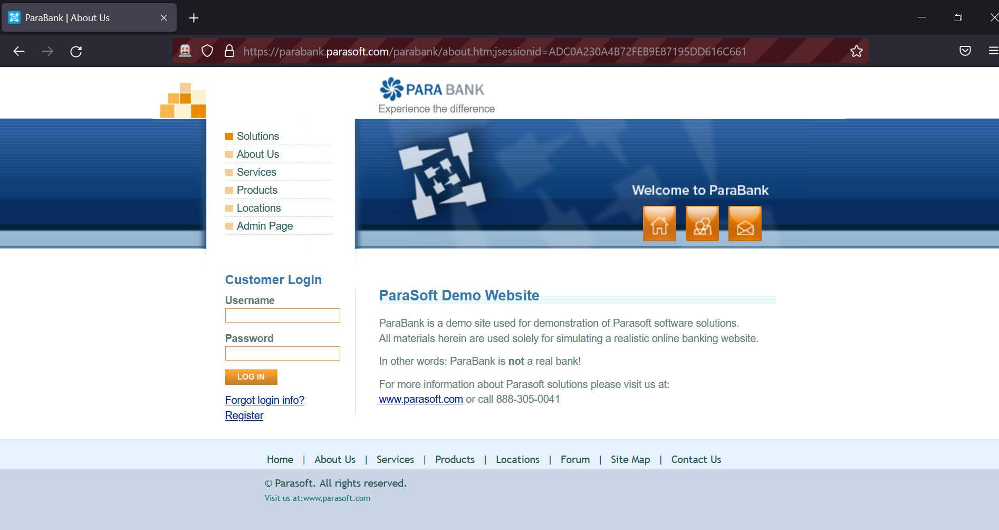 ParaBank | About Us
https://parabank.parasoft.com/parabank/about.htm;jsessionid=ADC0A230A4B72FEB9E87195DD616C661
PARA BANK
Experience the difference
Solutions
About Us
Services
Products
Locations
Admin Page
Welcome to ParaBank
Customer Login
Username
Password
LOG IN
Forgot login info?
Register
ParaSoft Demo Website
ParaBank is a demo site used for demonstration of Parasoft software solutions.
All materials herein are used solely for simulating a realistic online banking website.
In other words: ParaBank is not a real bank!
For more information about Parasoft solutions please visit us at:
www.parasoft.com or call 888-305-0041
Home | About Us | Services | Products | Locations | Forum | Site Map | Contact Us
© Parasoft. All rights reserved.
Visit us at:www.parasoft.com